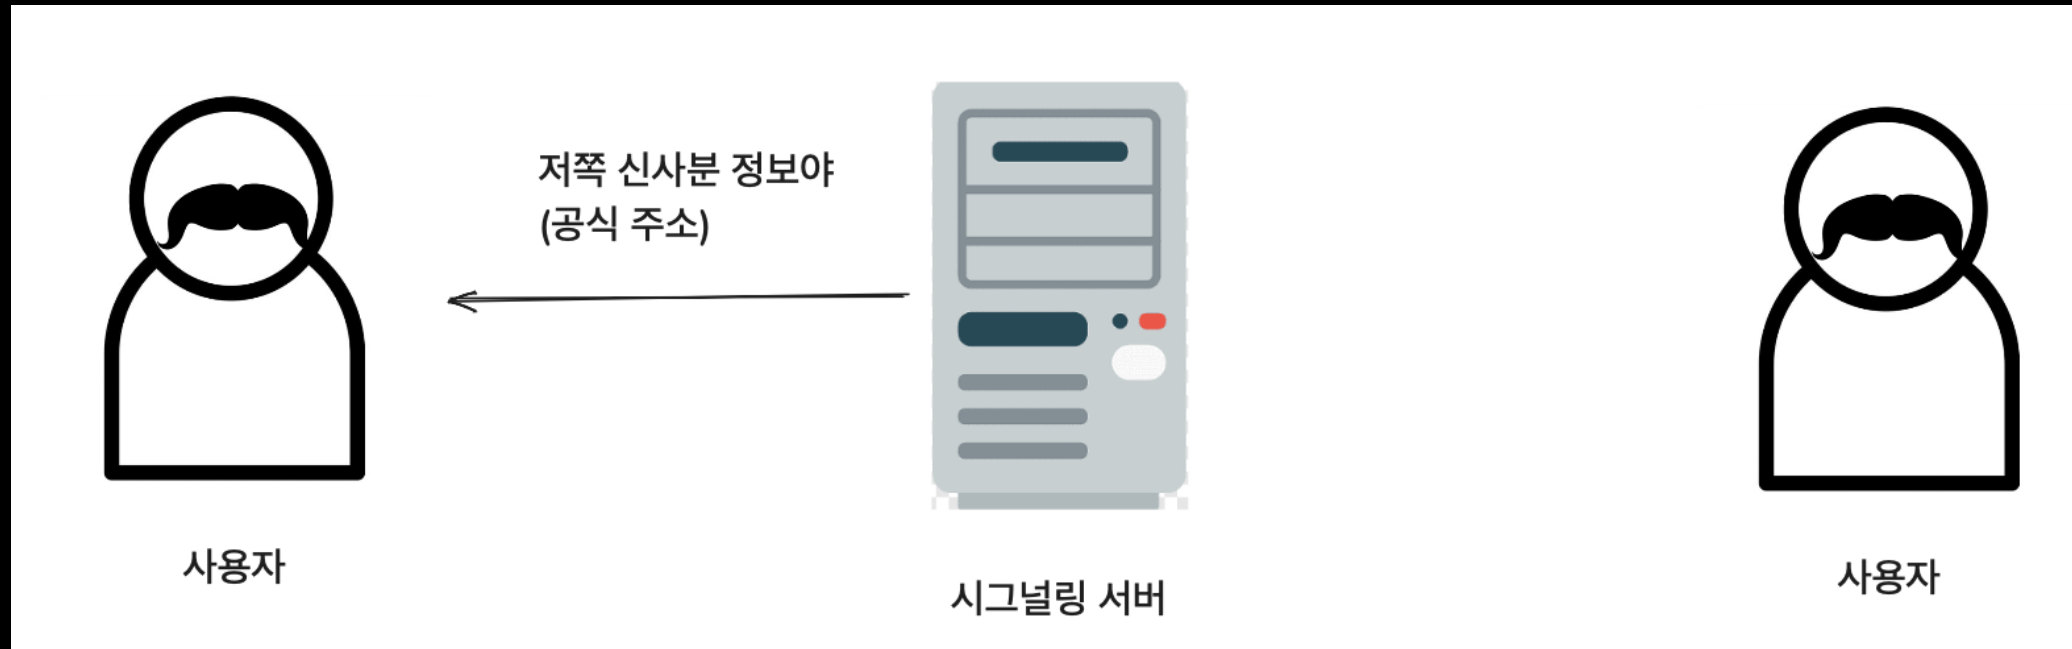 저쪽 신사분 정보야
(공식 주소)
사용자
시그널링 서버
사용자